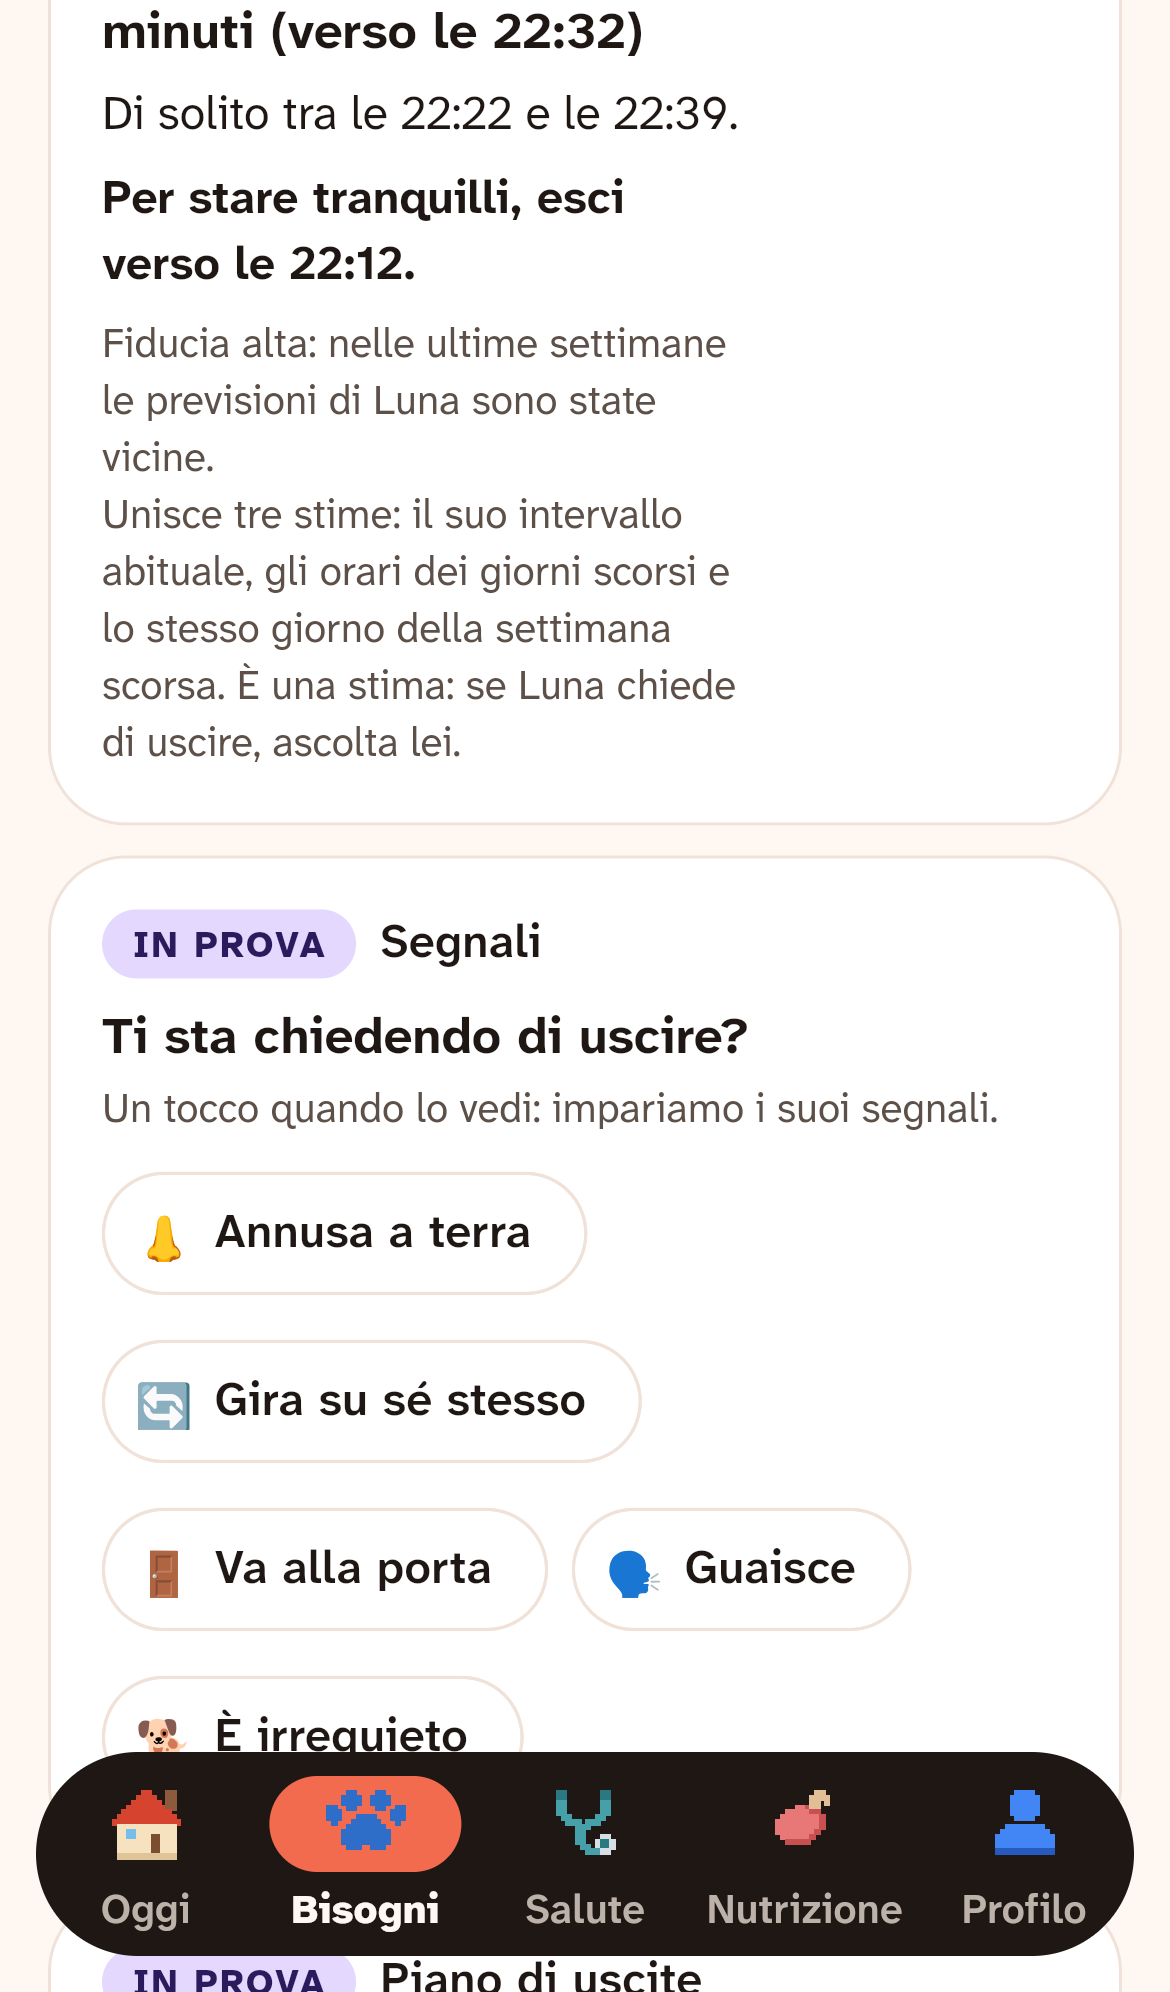 minuti (verso le 22:32)
Di solito tra le 22:22 e le 22:39.
Per stare tranquilli, esci
verso le 22:12.
Fiducia alta: nelle ultime settimane
le previsioni di Luna sono state
vicine.
Unisce tre stime: il suo intervallo
abituale, gli orari dei giorni scorsi e
lo stesso giorno della settimana
scorsa. È una stima: se Luna chiede
di uscire, ascolta lei.
IN PROVA Segnali
Ti sta chiedendo di uscire?
Un tocco quando lo vedi: impariamo i suoi segnali.
Annusa a terra
Gira su sé stesso
Va alla porta Guaisce
È irrequieto
Oggi Bisogni Salute Nutrizione Profilo
IN PROVA Piano di uscite